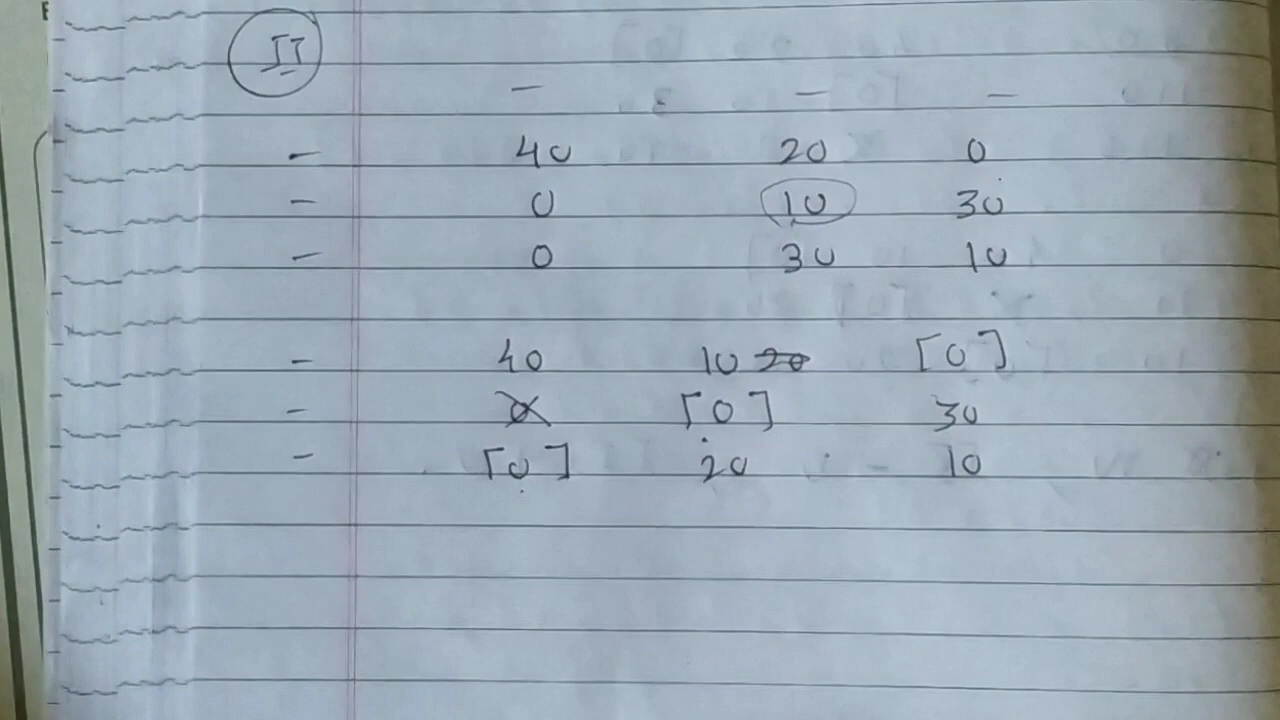 II
- - -
- 40 20 0
- 0 10 30
- 0 30 10
- 40 10 20 [0]
- 0 [0] 30
- [0] 20 10